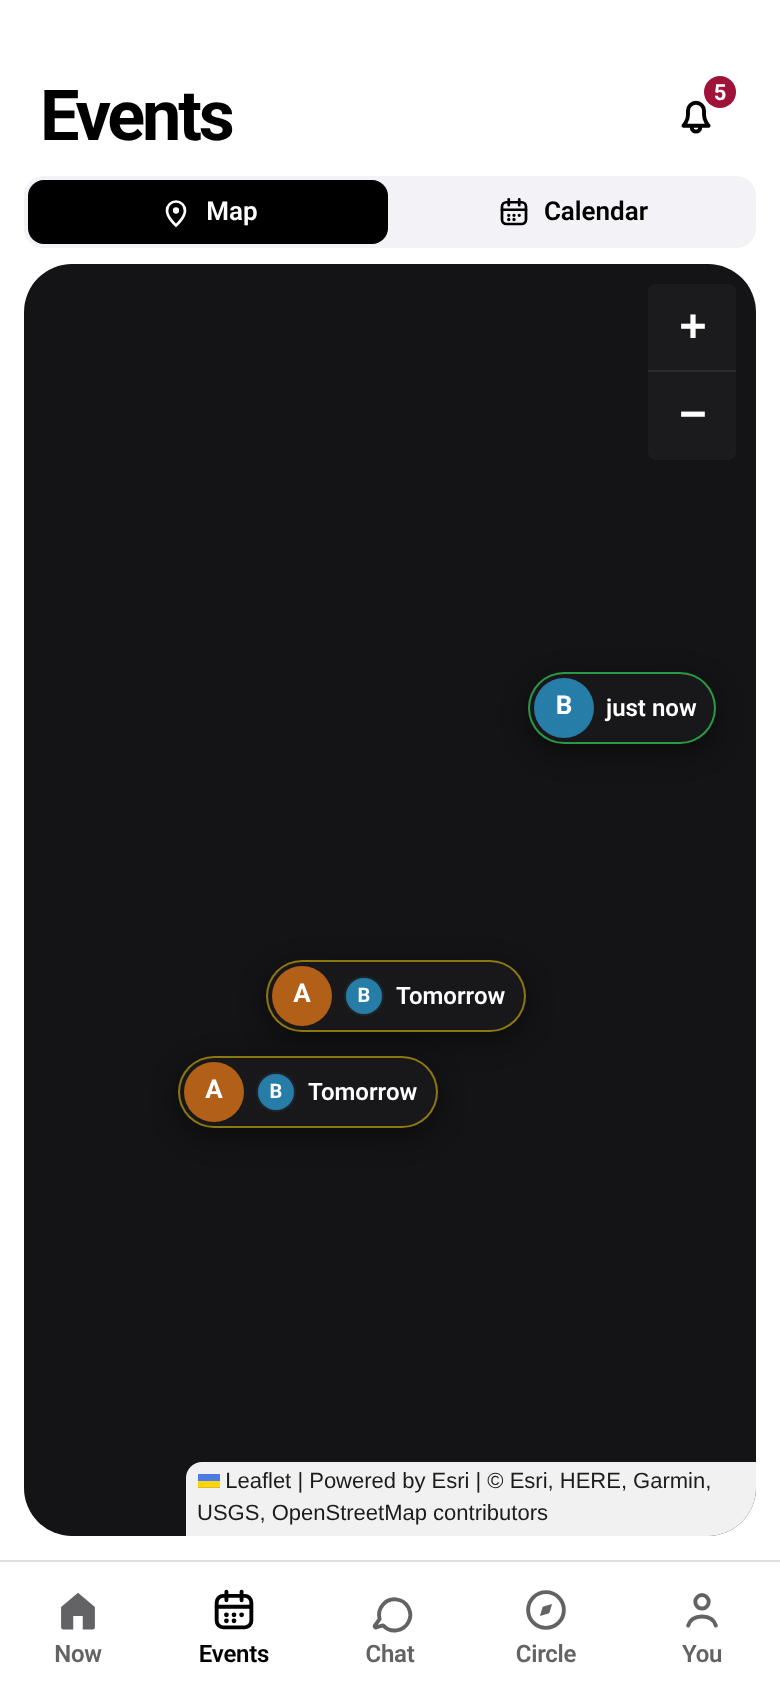 Events
5
Map
Calendar
+
−
B just now
A B Tomorrow
A B Tomorrow
Leaflet | Powered by Esri | © Esri, HERE, Garmin,
USGS, OpenStreetMap contributors
Now Events Chat Circle You